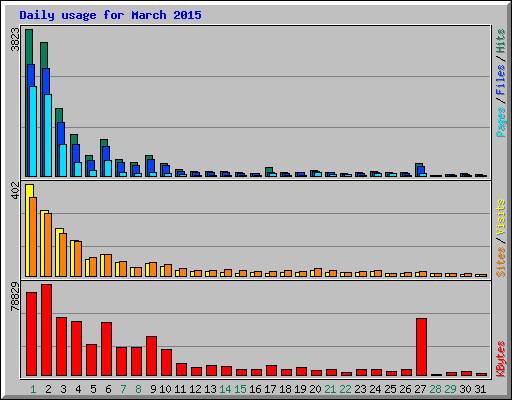 Daily usage for March 2015
3823
Pages/Files/Hits
402
Sites/Visits
78829
KBytes
1 2 3 4 5 6 7 8 9 10 11 12 13 14 15 16 17 18 19 20 21 22 23 24 25 26 27 28 29 30 31